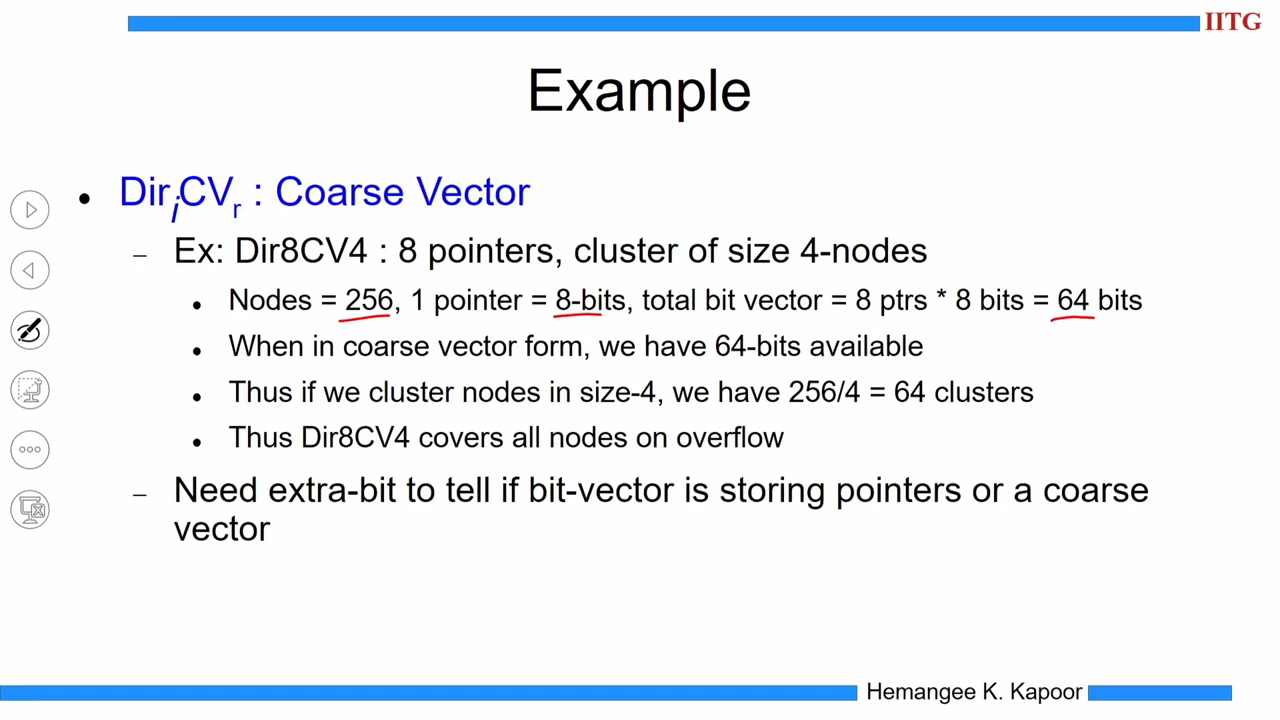 IITG
Example
• Dir i CV r : Coarse Vector
– Ex: Dir8CV4 : 8 pointers, cluster of size 4-nodes
• Nodes = 256, 1 pointer = 8-bits, total bit vector = 8 ptrs * 8 bits = 64 bits
• When in coarse vector form, we have 64-bits available
• Thus if we cluster nodes in size-4, we have 256/4 = 64 clusters
• Thus Dir8CV4 covers all nodes on overflow
– Need extra-bit to tell if bit-vector is storing pointers or a coarse
vector
Hemangee K. Kapoor